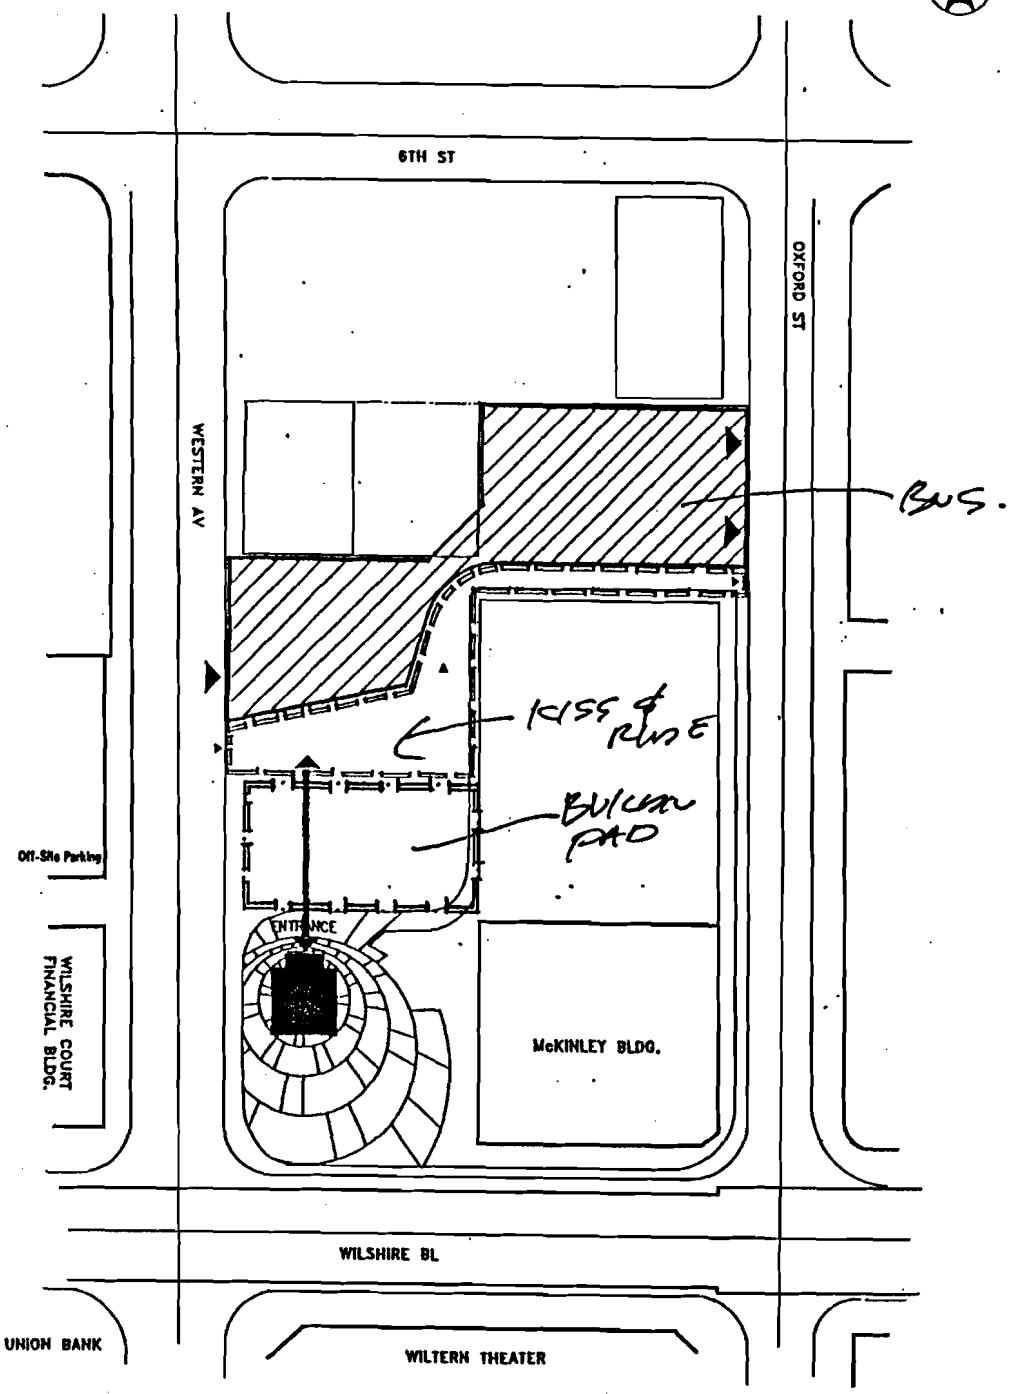 6TH ST
OXFORD ST
WESTERN AV
BUS.
KISS &
RIDE
PAD
Off-Site Parking
ENTRANCE
WILSHIRE COURT
FINANCIAL BLDG.
McKINLEY BLDG.
WILSHIRE BL
UNION BANK
WILTERN THEATER